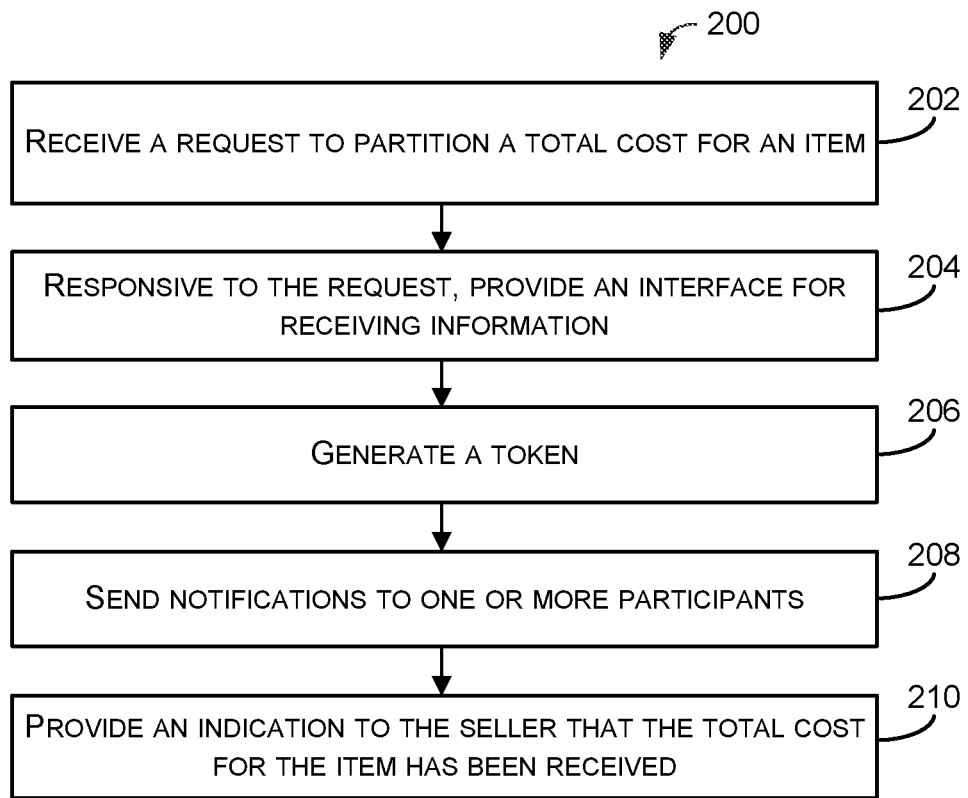 200
202
RECEIVE A REQUEST TO PARTITION A TOTAL COST FOR AN ITEM
204
RESPONSIVE TO THE REQUEST, PROVIDE AN INTERFACE FOR
RECEIVING INFORMATION
206
GENERATE A TOKEN
208
SEND NOTIFICATIONS TO ONE OR MORE PARTICIPANTS
210
PROVIDE AN INDICATION TO THE SELLER THAT THE TOTAL COST
FOR THE ITEM HAS BEEN RECEIVED